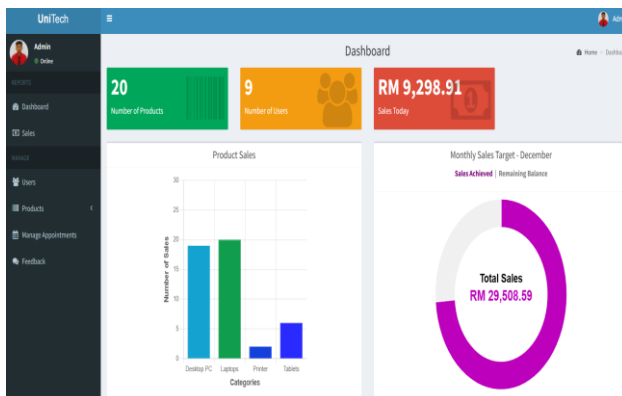 UniTech
Admin
Admin
Online
REPORTS
Dashboard
Sales
MANAGE
Users
Products
Manage Appointments
Feedback
Dashboard
Home > Dashboa
20
Number of Products
9
Number of Users
RM 9,298.91
Sales Today
1
Product Sales
Number of Sales
30
25
20
15
10
5
0
Desktop PC Laptops Printer Tablets
Categories
Monthly Sales Target - December
Sales Achieved | Remaining Balance
Total Sales
RM 29,508.59